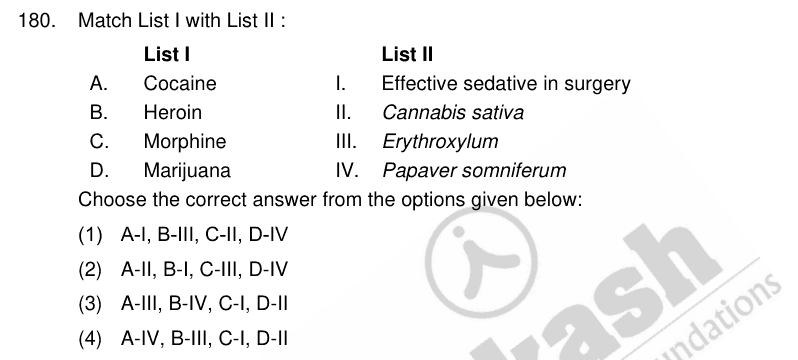 180. Match List I with List II :
List I List II
A. Cocaine I. Effective sedative in surgery
B. Heroin II. Cannabis sativa
C. Morphine III. Erythroxylum
D. Marijuana IV. Papaver somniferum
Choose the correct answer from the options given below:
(1) A-I, B-III, C-II, D-IV
(2) A-II, B-I, C-III, D-IV
(3) A-III, B-IV, C-I, D-II
(4) A-IV, B-III, C-I, D-II